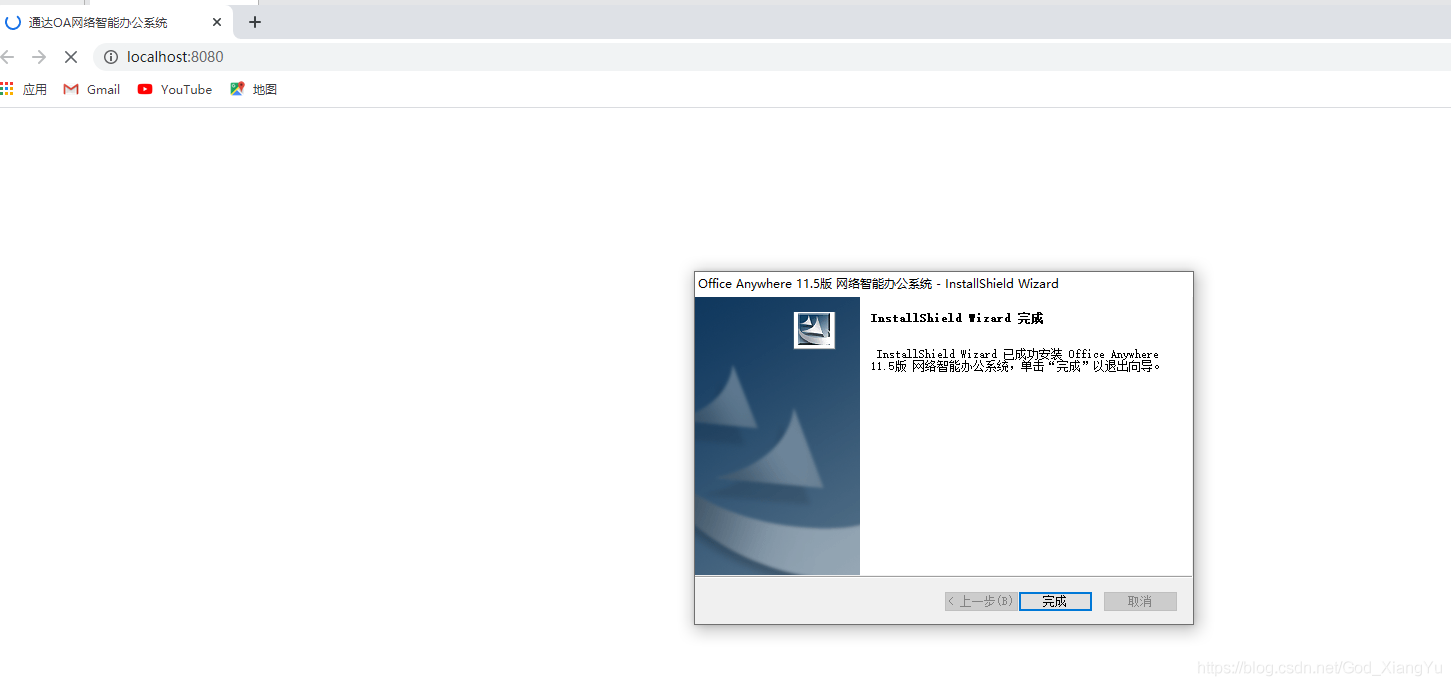 通达OA网络智能办公系统
localhost:8080
应用 Gmail YouTube 地图
Office Anywhere 11.5版 网络智能办公系统 - InstallShield Wizard
InstallShield Wizard 完成
InstallShield Wizard 已成功安装 Office Anywhere
11.5版 网络智能办公系统，单击“完成”以退出向导。
< 上一步(B) 完成 取消
https://blog.csdn.net/God_XiangYu